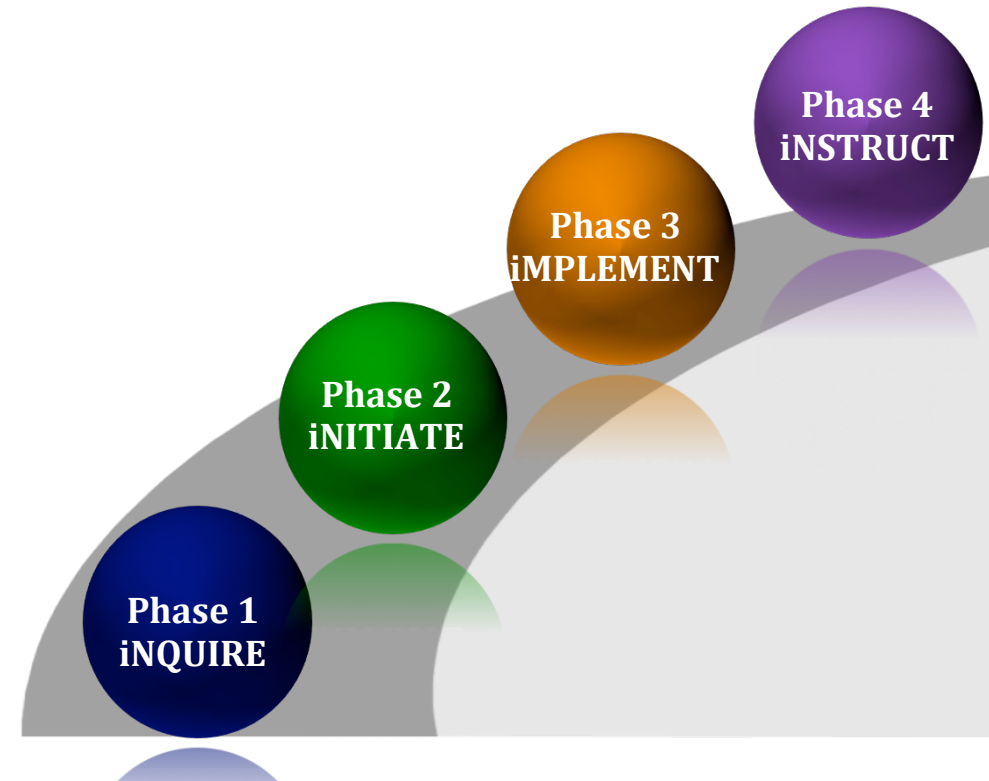 Phase 4
iNSTRUCT
Phase 3
iMPLEMENT
Phase 2
iNITIATE
Phase 1
iNQUIRE